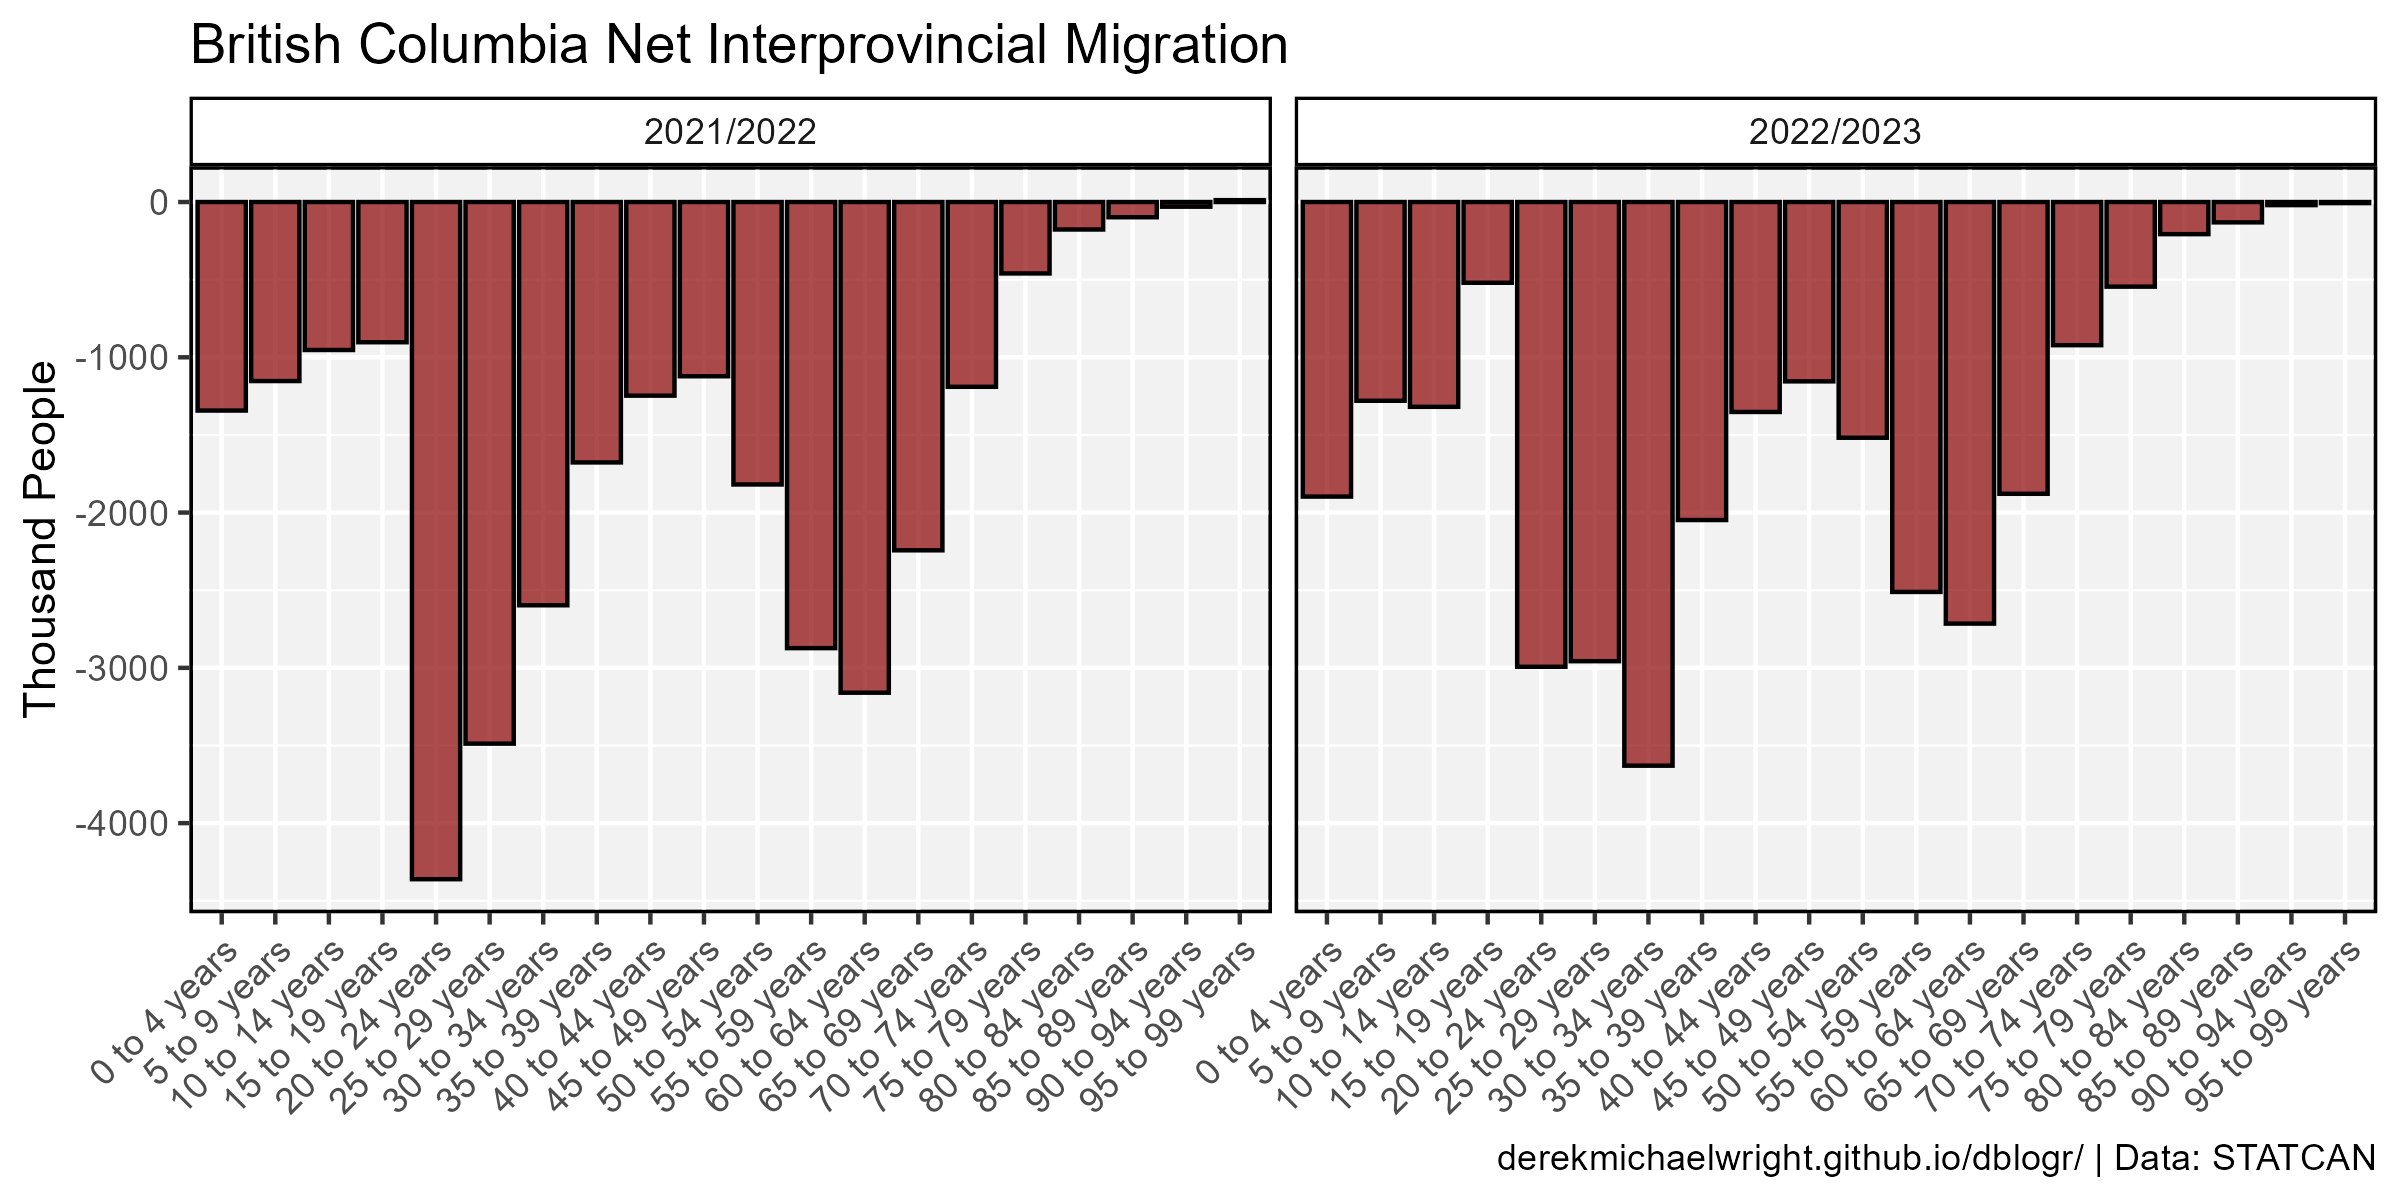 British Columbia Net Interprovincial Migration
2021/2022
2022/2023
Thousand People
0
-1000
-2000
-3000
-4000
0 to 4 years
5 to 9 years
10 to 14 years
15 to 19 years
20 to 24 years
25 to 29 years
30 to 34 years
35 to 39 years
40 to 44 years
45 to 49 years
50 to 54 years
55 to 59 years
60 to 64 years
65 to 69 years
70 to 74 years
75 to 79 years
80 to 84 years
85 to 89 years
90 to 94 years
95 to 99 years
0 to 4 years
5 to 9 years
10 to 14 years
15 to 19 years
20 to 24 years
25 to 29 years
30 to 34 years
35 to 39 years
40 to 44 years
45 to 49 years
50 to 54 years
55 to 59 years
60 to 64 years
65 to 69 years
70 to 74 years
75 to 79 years
80 to 84 years
85 to 89 years
90 to 94 years
95 to 99 years
derekmichaelwright.github.io/dblogr/ | Data: STATCAN